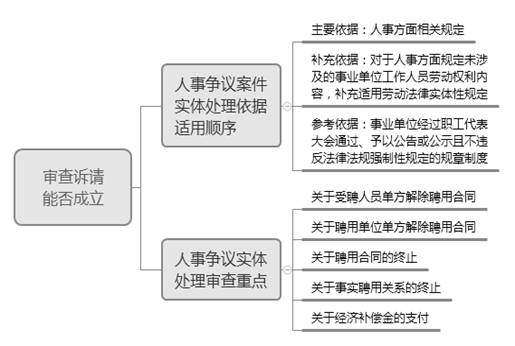 审查诉请
能否成立
人事争议案件
实体处理依据
适用顺序
主要依据：人事方面相关规定
补充依据：对于人事方面规定未涉
及的事业单位工作人员劳动权利内
容，补充适用劳动法律实体性规定
参考依据：事业单位经过职工代表
大会通过、予以公告或公示且不违
反法律法规强制性规定的规章制度
人事争议实体
处理审查重点
关于受聘人员单方解除聘用合同
关于聘用单位单方解除聘用合同
关于聘用合同的终止
关于事实聘用关系的终止
关于经济补偿金的支付